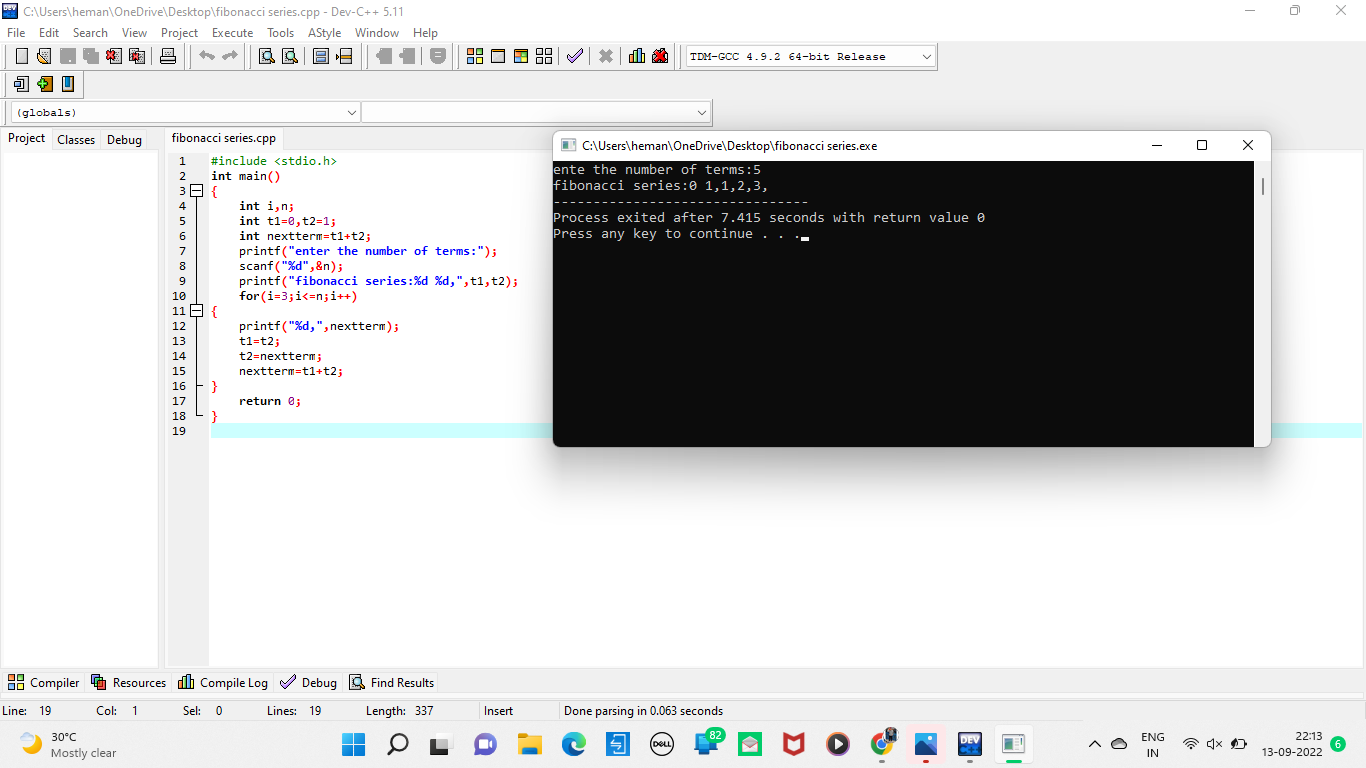 C:\Users\heman\OneDrive\Desktop\fibonacci series.cpp - Dev-C++ 5.11
File Edit Search View Project Execute Tools AStyle Window Help
TDM-GCC 4.9.2 64-bit Release
(globals)
Project Classes Debug
fibonacci series.cpp
1 #include <stdio.h>
2 int main()
3 {
4 int i,n;
5 int t1=0,t2=1;
6 int nextterm=t1+t2;
7 printf("enter the number of terms:");
8 scanf("%d",&n);
9 printf("fibonacci series:%d %d,",t1,t2);
10 for(i=3;i<=n;i++)
11 {
12 printf("%d,",nextterm);
13 t1=t2;
14 t2=nextterm;
15 nextterm=t1+t2;
16 }
17 return 0;
18 }
19
C:\Users\heman\OneDrive\Desktop\fibonacci series.exe
ente the number of terms:5
fibonacci series:0 1,1,2,3,
--------------------------------
Process exited after 7.415 seconds with return value 0
Press any key to continue . . .
Compiler Resources Compile Log Debug Find Results
Line: 19 Col: 1 Sel: 0 Lines: 19 Length: 337 Insert Done parsing in 0.063 seconds
30°C
Mostly clear
DELL
82
DEV
ENG
IN
22:13
13-09-2022
6